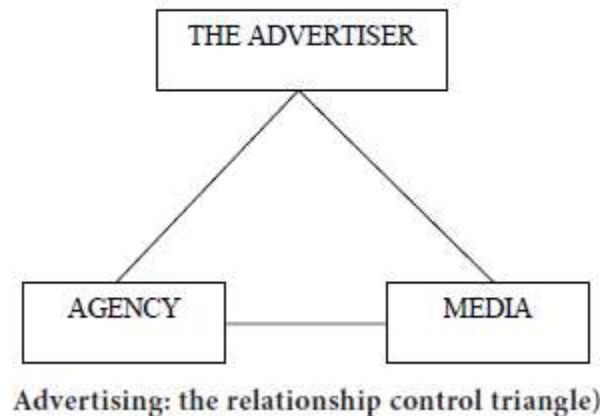 THE ADVERTISER
AGENCY
MEDIA
Advertising: the relationship control triangle)